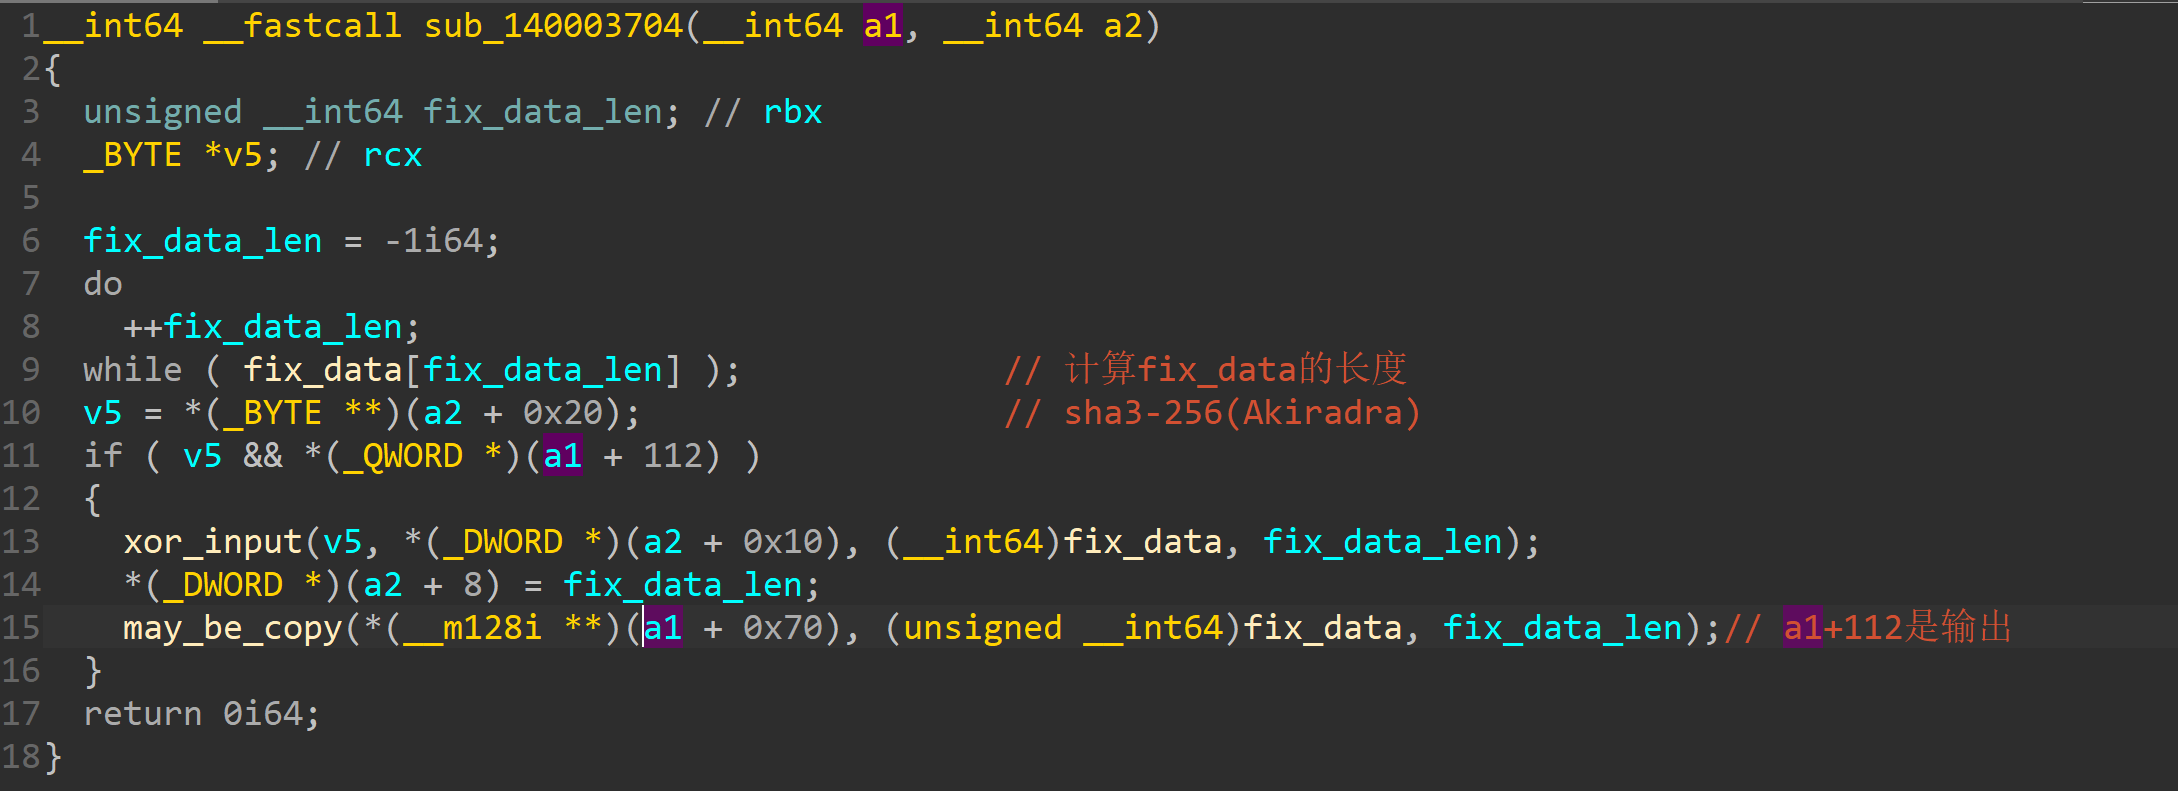 1 __int64 __fastcall sub_140003704(__int64 a1, __int64 a2)
2 {
3   unsigned __int64 fix_data_len; // rbx
4   _BYTE *v5; // rcx
5
6   fix_data_len = -1i64;
7   do
8     ++fix_data_len;
9   while ( fix_data[fix_data_len] );             // 计算fix_data的长度
10   v5 = *(_BYTE **)(a2 + 0x20);                  // sha3-256(Akiradra)
11   if ( v5 && *(_QWORD *)(a1 + 112) )
12   {
13     xor_input(v5, *(_DWORD *)(a2 + 0x10), (__int64)fix_data, fix_data_len);
14     *(_DWORD *)(a2 + 8) = fix_data_len;
15     may_be_copy(*(__m128i **)(a1 + 0x70), (unsigned __int64)fix_data, fix_data_len);// a1+112是输出
16   }
17   return 0i64;
18 }